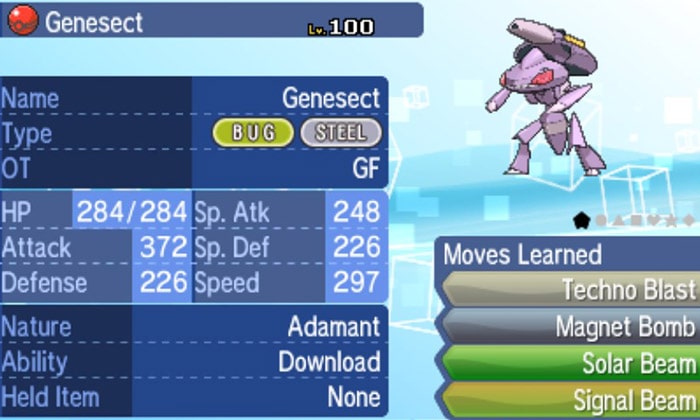 Genesect Lv.100
Name Genesect
Type BUG STEEL
OT GF
HP 284/284 Sp. Atk 248
Attack 372 Sp. Def 226
Defense 226 Speed 297
Nature Adamant
Ability Download
Held Item None
Moves Learned
Techno Blast
Magnet Bomb
Solar Beam
Signal Beam